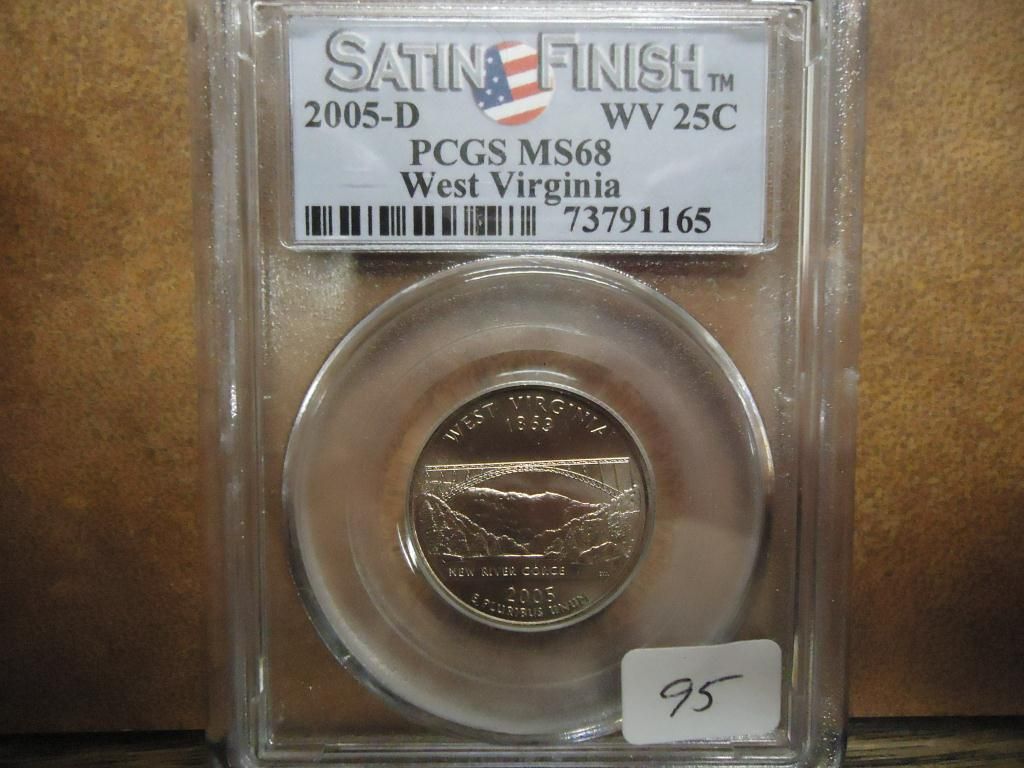 SATIN FINISH™
2005-D WV 25C
PCGS MS68
West Virginia
73791165
WEST VIRGINIA
1863
NEW RIVER GORGE
2005
E PLURIBUS UNUM
95